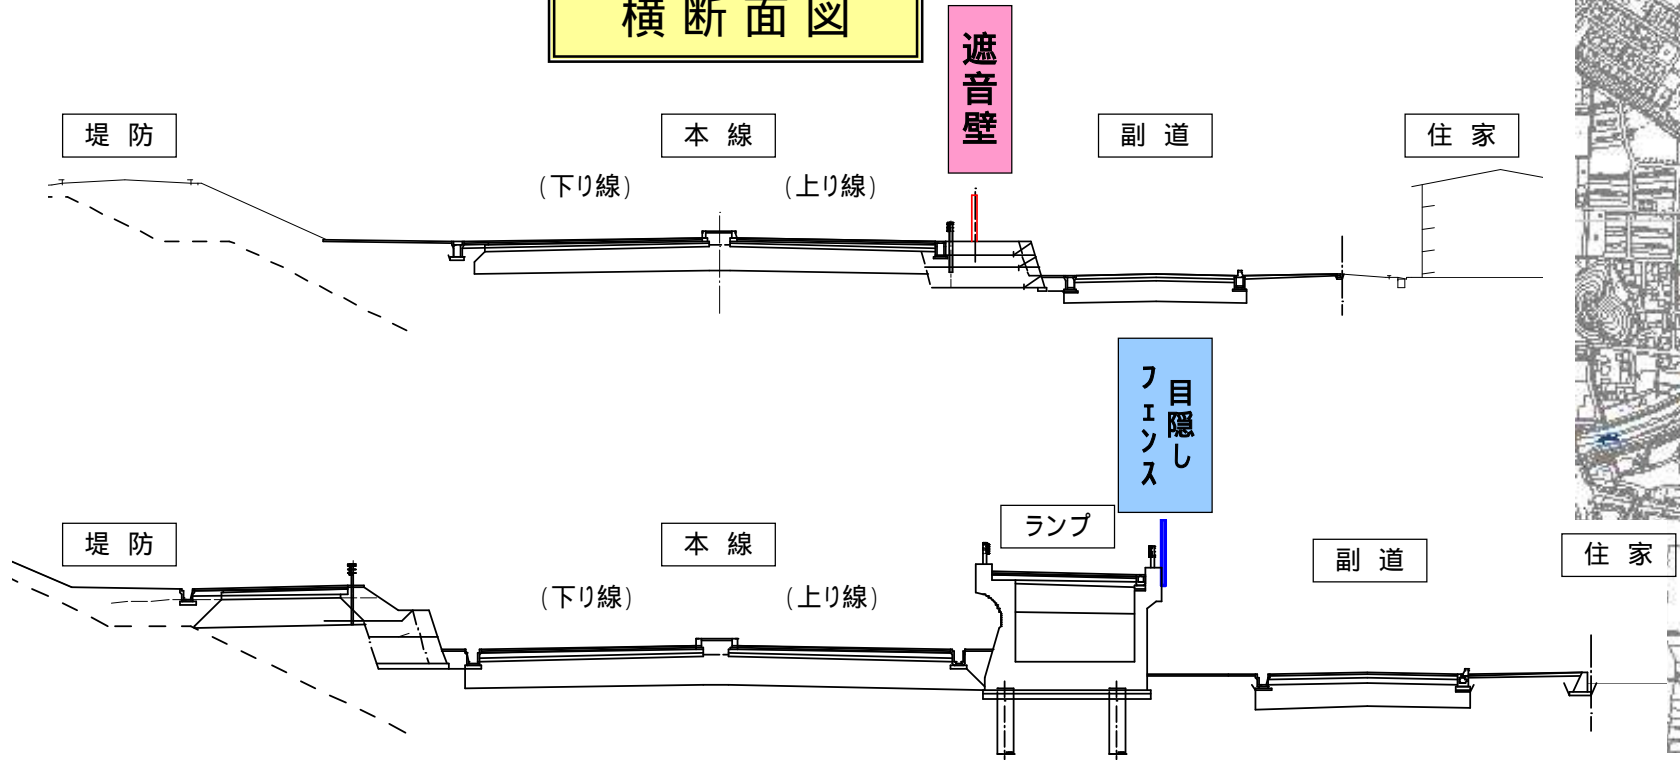 横断面図
遮音壁
堤防
本線
副道
住家
(下り線)
(上り線)
目隠し
フェンス
ランプ
堤防
本線
副道
住家
(下り線)
(上り線)